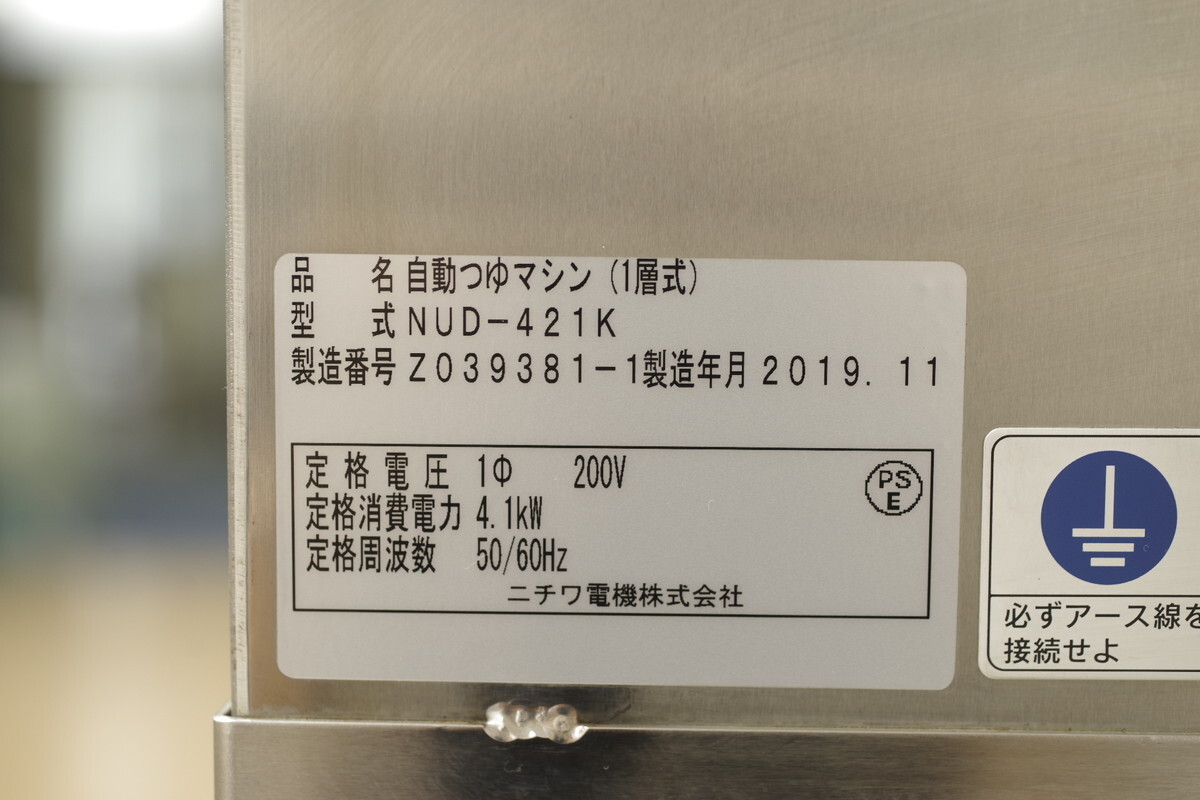 品　　名 自動つゆマシン（1層式）
型　　式 NUD－421K
製造番号 Z039381－1製造年月 2019. 11
定格電圧 1Φ 200V
定格消費電力 4.1kW
定格周波数 50/60Hz
PS
E
ニチワ電機株式会社
必ずアース線を
接続せよ